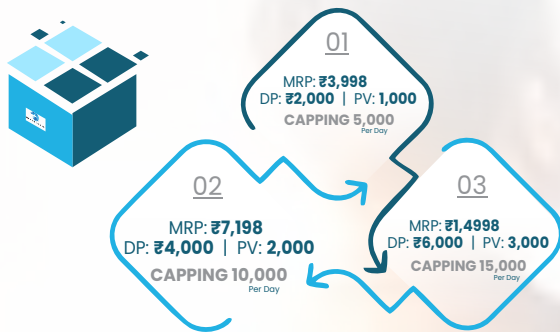 01
MRP: ₹3,998
DP: ₹2,000 | PV: 1,000
CAPPING 5,000
Per Day
02
MRP: ₹7,198
DP: ₹4,000 | PV: 2,000
CAPPING 10,000
Per Day
03
MRP: ₹1,4998
DP: ₹6,000 | PV: 3,000
CAPPING 15,000
Per Day